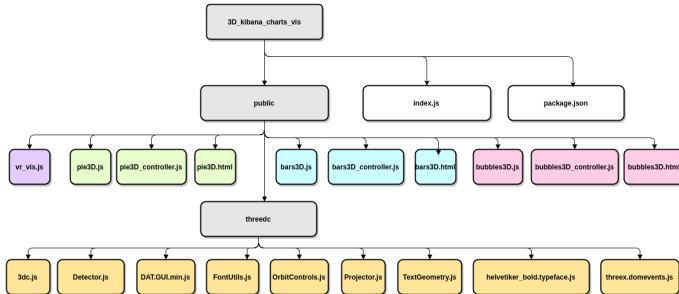 3D_kibana_charts_vis
public
index.js
package.json
vr_vis.js
pie3D.js
pie3D_controller.js
pie3D.html
bars3D.js
bars3D_controller.js
bars3D.html
bubbles3D.js
bubbles3D_controller.js
bubbles3D.html
threedc
3dc.js
Detector.js
DAT.GUI.min.js
FontUtils.js
OrbitControls.js
Projector.js
TextGeometry.js
helvetiker_bold.typeface.js
threex.domevents.js